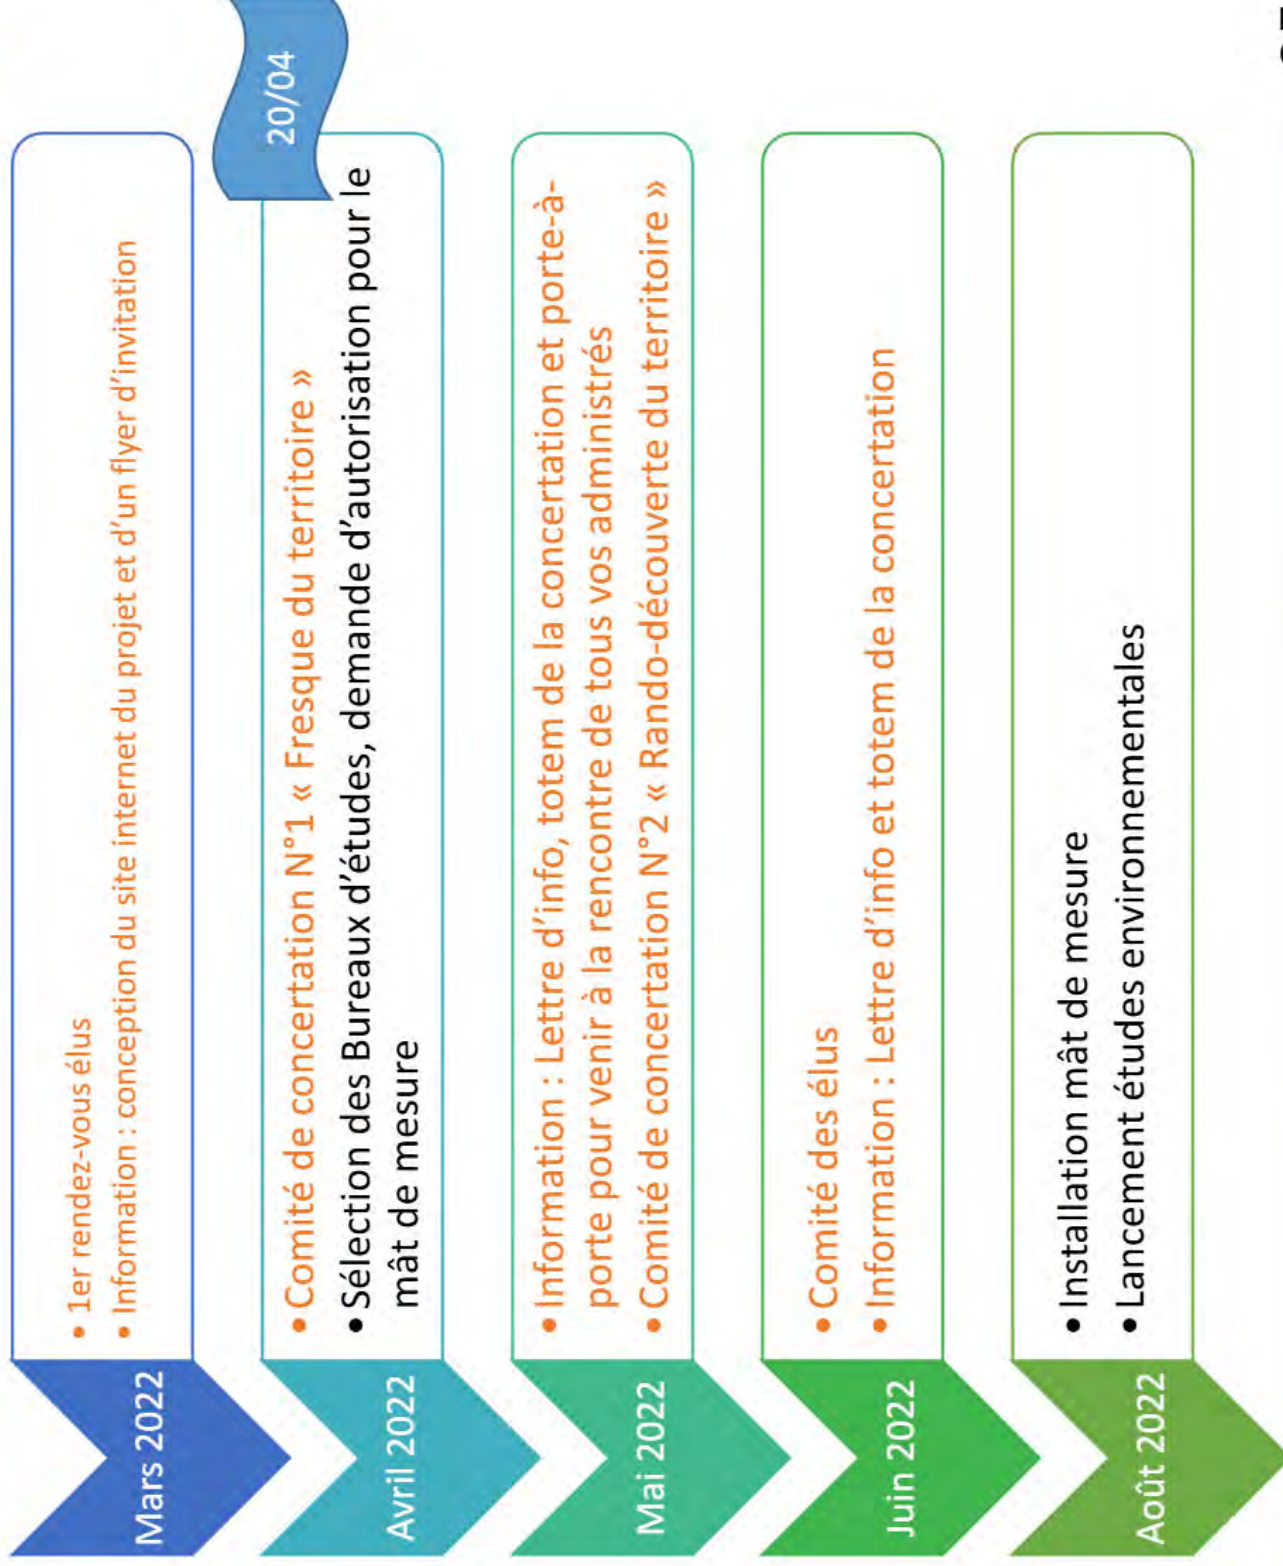 Mars 2022
• 1er rendez-vous élus
• Information : conception du site internet du projet et d’un flyer d’invitation
20/04
Avril 2022
• Comité de concertation N°1 « Fresque du territoire »
• Sélection des Bureaux d’études, demande d’autorisation pour le
mât de mesure
Mai 2022
• Information : Lettre d’info, totem de la concertation et porte-à-
porte pour venir à la rencontre de tous vos administrés
• Comité de concertation N°2 « Rando-découverte du territoire »
Juin 2022
• Comité des élus
• Information : Lettre d’info et totem de la concertation
Août 2022
• Installation mât de mesure
• Lancement études environnementales